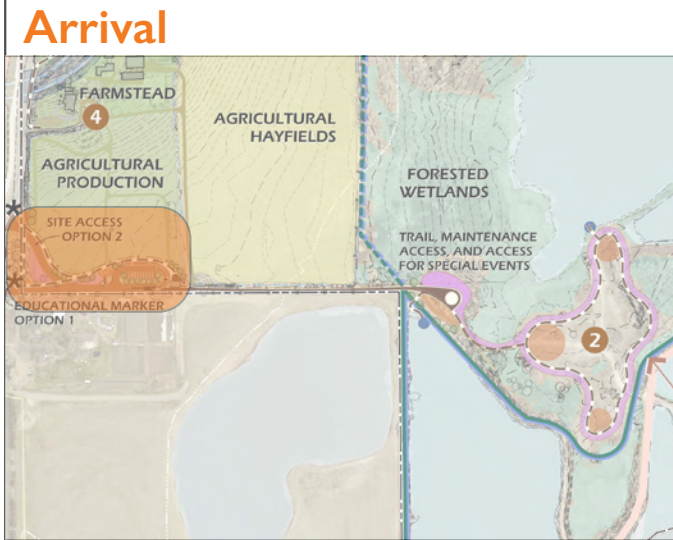 Arrival
FARMSTEAD
4
AGRICULTURAL
HAYFIELDS
AGRICULTURAL
PRODUCTION
FORESTED
WETLANDS
SITE ACCESS
OPTION 2
TRAIL, MAINTENANCE
ACCESS, AND ACCESS
FOR SPECIAL EVENTS
EDUCATIONAL MARKER
OPTION 1
2